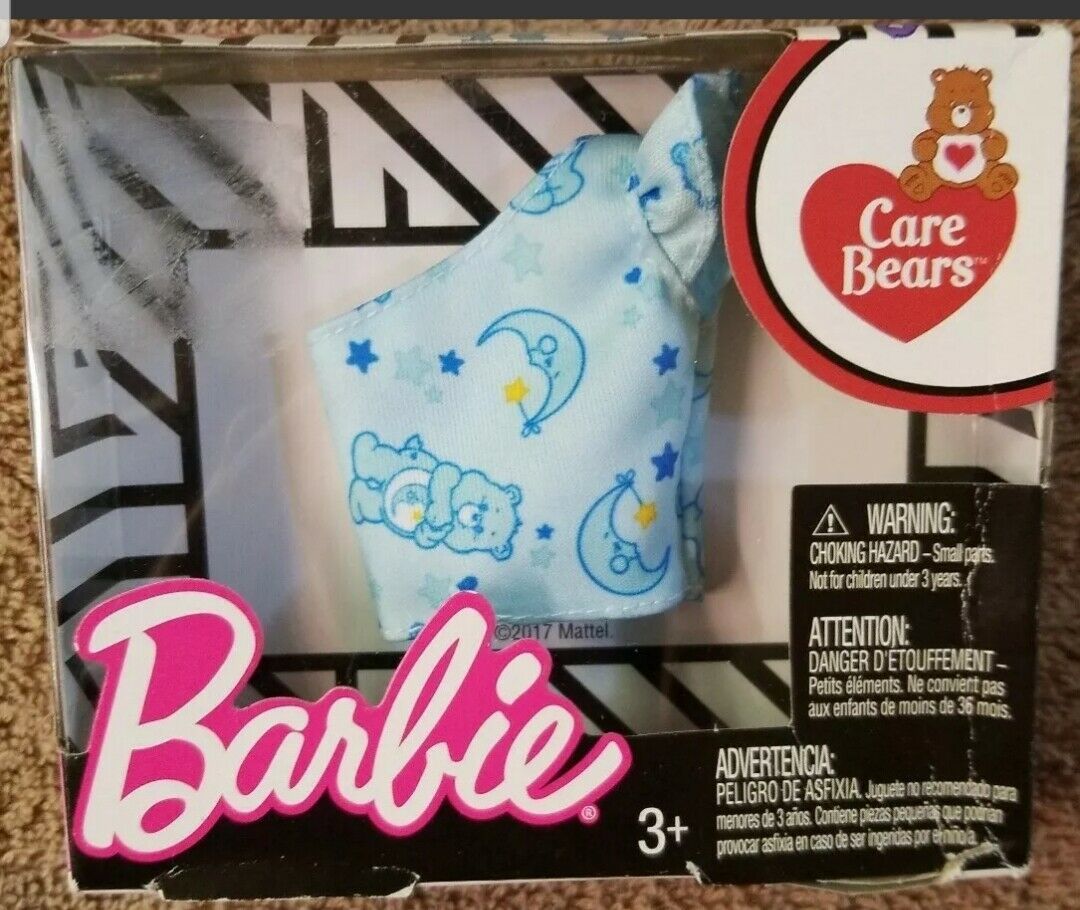 Care
Bears™
⚠ WARNING:
CHOKING HAZARD – Small parts.
Not for children under 3 years.
©2017 Mattel.
ATTENTION:
DANGER D'ÉTOUFFEMENT –
Petits éléments. Ne convient pas
aux enfants de moins de 36 mois.
Barbie®
3+
ADVERTENCIA:
PELIGRO DE ASFIXIA. Juguete no recomendado para
menores de 3 años. Contiene piezas pequeñas que podrían
provocar asfixia en caso de ser ingeridas por el niño/a.